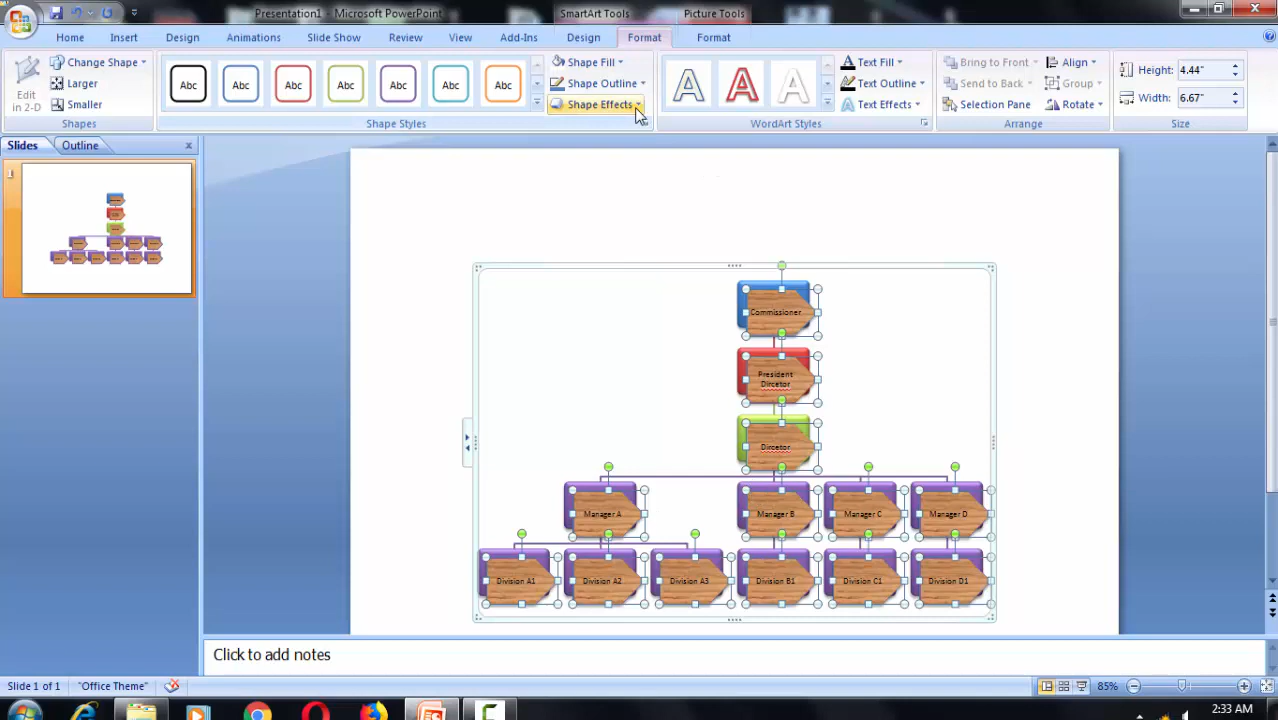 Presentation1 - Microsoft PowerPoint
SmartArt Tools
Picture Tools
Home
Insert
Design
Animations
Slide Show
Review
View
Add-Ins
Design
Format
Format
Edit in 2-D
Change Shape
Larger
Smaller
Shapes
Abc Abc Abc Abc Abc Abc Abc
Shape Fill
Shape Outline
Shape Effects
Shape Styles
A A A
Text Fill
Text Outline
Text Effects
WordArt Styles
Bring to Front
Send to Back
Selection Pane
Align
Group
Rotate
Arrange
Height: 4.44"
Width: 6.67"
Size
Slides
Outline
1
Commissioner
President
Dircetor
Dircetor
Manager A
Manager B
Manager C
Manager D
Division A1
Division A2
Division A3
Division B1
Division C1
Division D1
Click to add notes
Slide 1 of 1
"Office Theme"
85%
2:33 AM